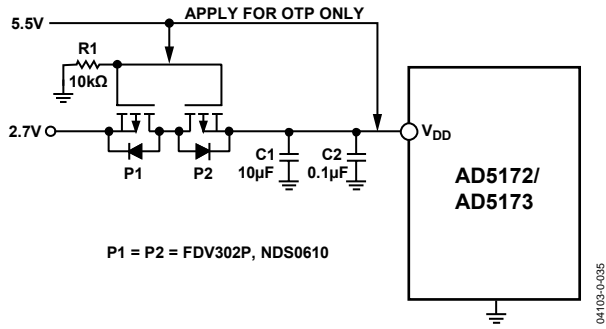 5.5V
APPLY FOR OTP ONLY
R1
10kΩ
2.7V
P1
P2
C1
10µF
C2
0.1µF
VDD
AD5172/
AD5173
P1 = P2 = FDV302P, NDS0610
04103-0-035